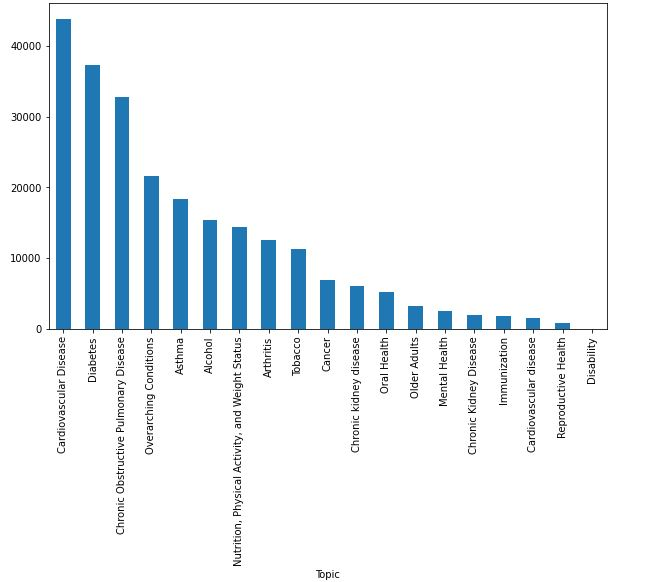 40000
30000
20000
10000
0
Cardiovascular Disease
Diabetes
Chronic Obstructive Pulmonary Disease
Overarching Conditions
Asthma
Alcohol
Nutrition, Physical Activity, and Weight Status
Arthritis
Tobacco
Cancer
Chronic kidney disease
Oral Health
Older Adults
Mental Health
Chronic Kidney Disease
Immunization
Cardiovascular disease
Reproductive Health
Disability
Topic